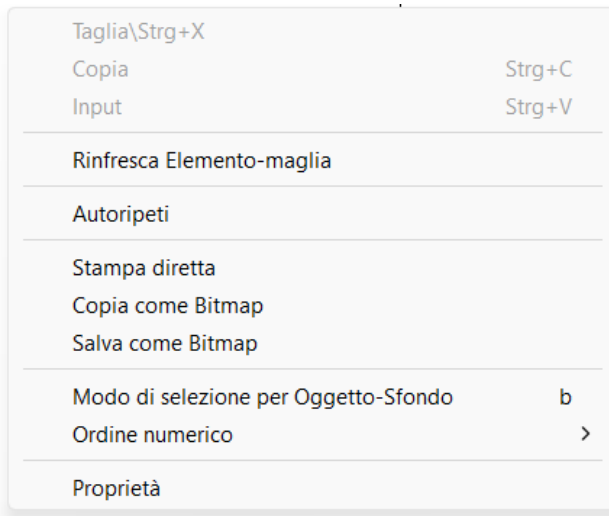 Taglia\Strg+X
Copia Strg+C
Input Strg+V
Rinfresca Elemento-maglia
Autoripeti
Stampa diretta
Copia come Bitmap
Salva come Bitmap
Modo di selezione per Oggetto-Sfondo b
Ordine numerico
Proprietà